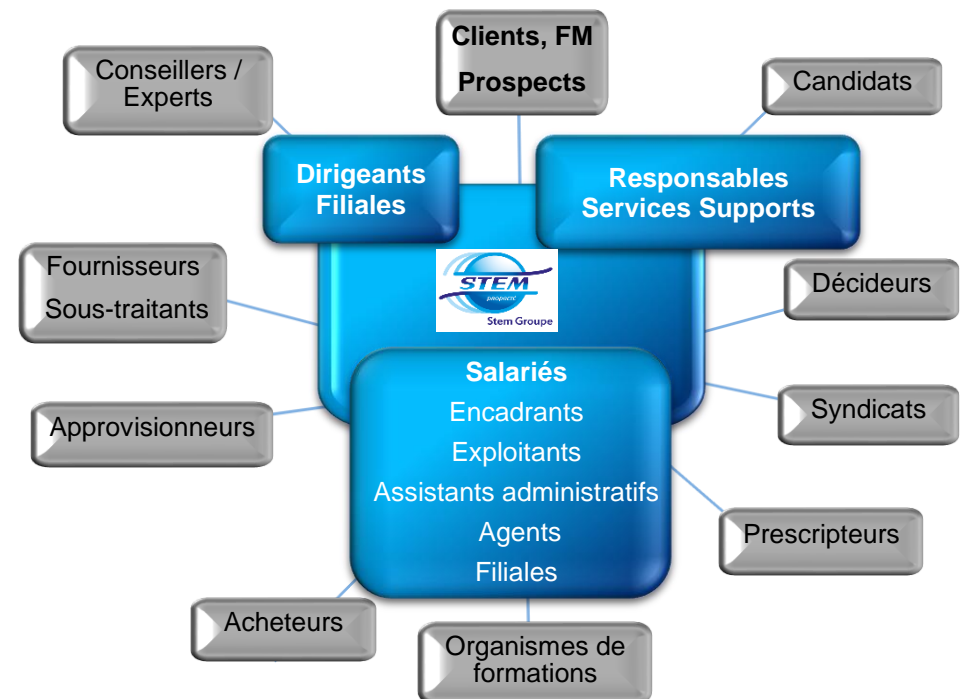 Clients, FM
Prospects
Conseillers /
Experts
Candidats
Dirigeants
Filiales
Responsables
Services Supports
Fournisseurs
Sous-traitants
STEM
propreté
Stem Groupe
Décideurs
Salariés
Encadrants
Exploitants
Assistants administratifs
Agents
Filiales
Approvisionneurs
Syndicats
Prescripteurs
Acheteurs
Organismes de
formations